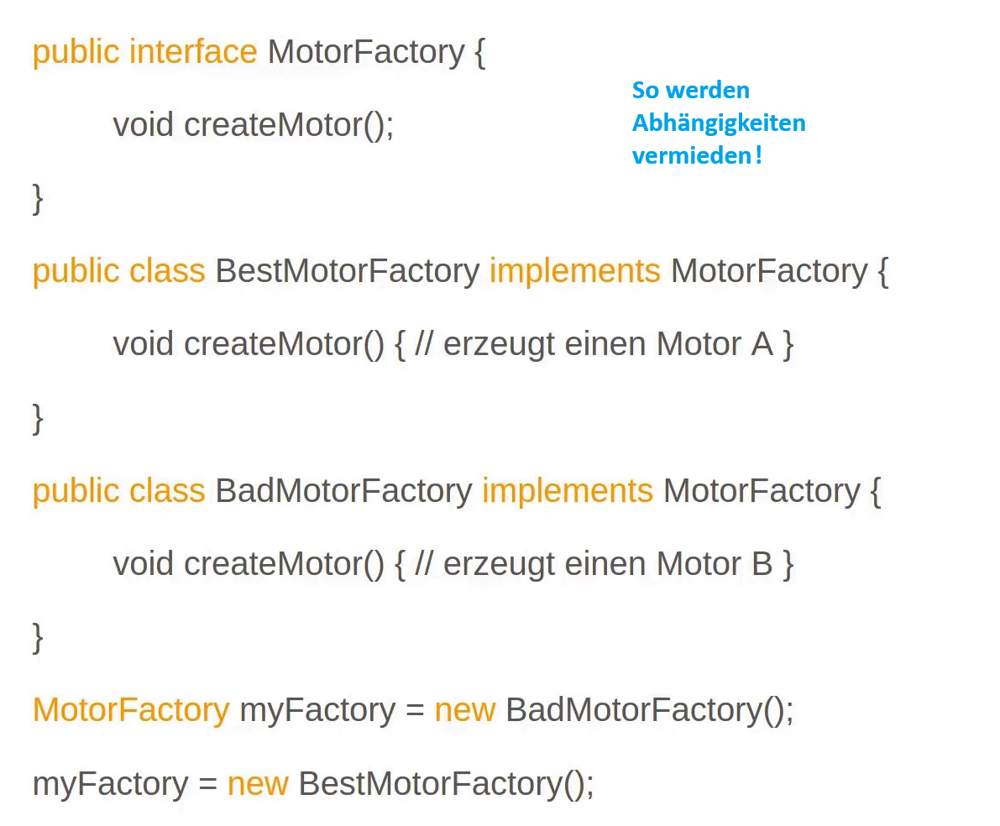 public interface MotorFactory {
So werden
Abhängigkeiten
vermieden!
void createMotor();
}
public class BestMotorFactory implements MotorFactory {
void createMotor() { // erzeugt einen Motor A }
}
public class BadMotorFactory implements MotorFactory {
void createMotor() { // erzeugt einen Motor B }
}
MotorFactory myFactory = new BadMotorFactory();
myFactory = new BestMotorFactory();